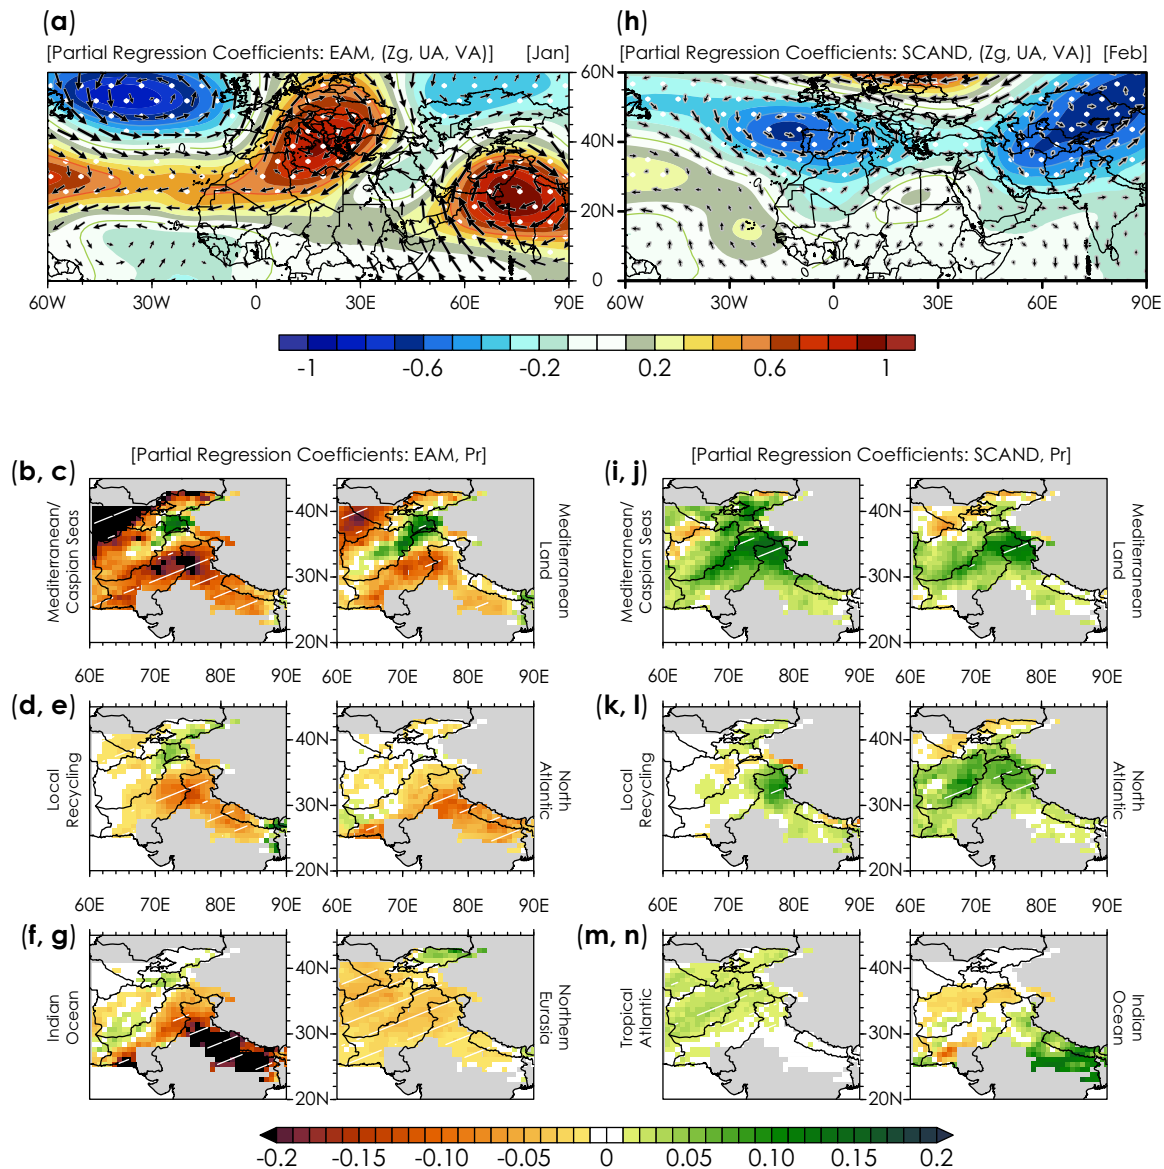 (a)
(h)
[Partial Regression Coefficients: EAM, (Zg, UA, VA)] [Jan]
[Partial Regression Coefficients: SCAND, (Zg, UA, VA)] [Feb]
60N
40N
20N
0
60W 30W 0 30E 60E 90E
60W 30W 0 30E 60E 90E
-1 -0.6 -0.2 0.2 0.6 1
[Partial Regression Coefficients: EAM, Pr]
[Partial Regression Coefficients: SCAND, Pr]
(b, c)
(i, j)
Mediterranean/
Caspian Seas
40N
30N
20N
Mediterranean
Land
Mediterranean/
Caspian Seas
40N
30N
20N
Mediterranean
Land
60E 70E 80E 90E 60E 70E 80E 90E
60E 70E 80E 90E 60E 70E 80E 90E
(d, e)
(k, l)
Local
Recycling
40N
30N
20N
North
Atlantic
Local
Recycling
40N
30N
20N
North
Atlantic
60E 70E 80E 90E 60E 70E 80E 90E
60E 70E 80E 90E 60E 70E 80E 90E
(f, g)
(m, n)
Indian
Ocean
40N
30N
20N
Northern
Eurasia
Tropical
Atlantic
40N
30N
20N
Indian
Ocean
-0.2 -0.15 -0.10 -0.05 0 0.05 0.10 0.15 0.2